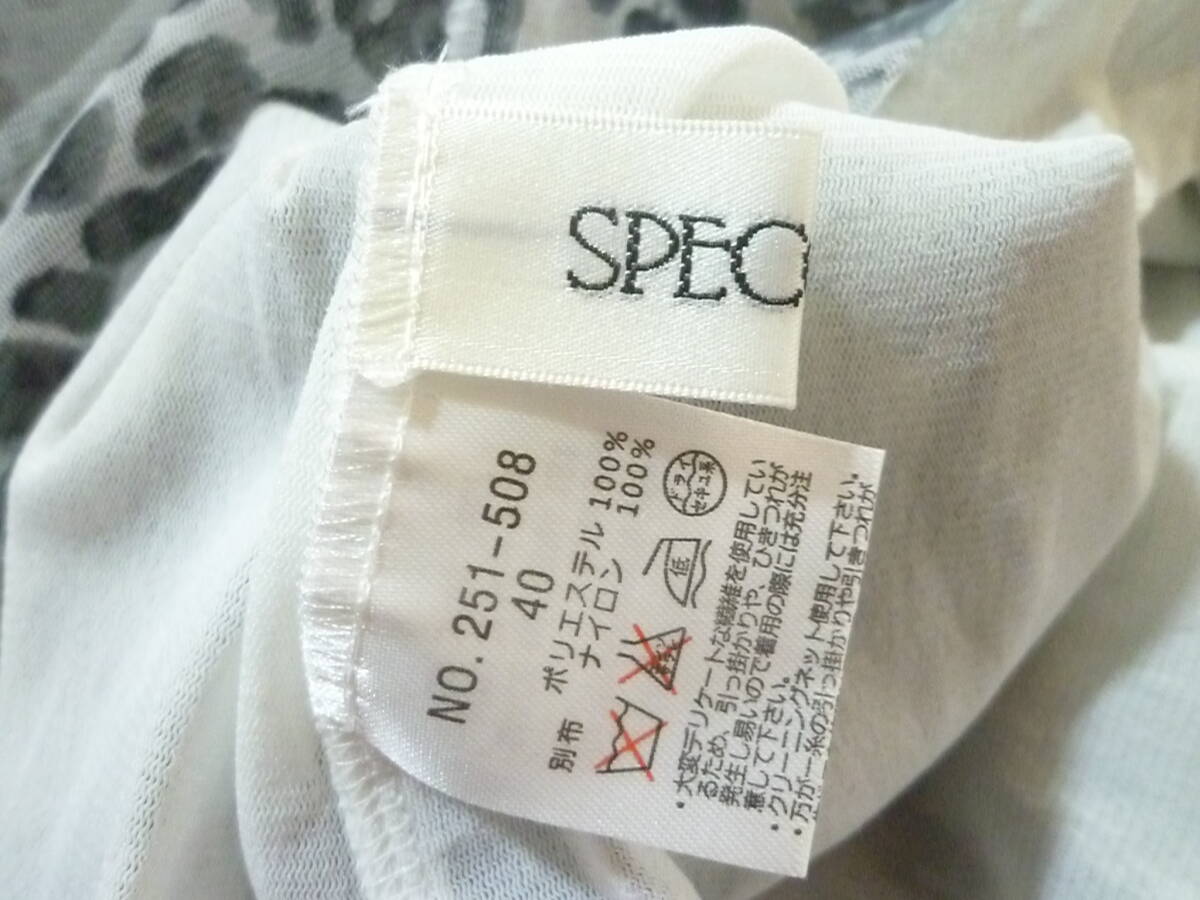 SPEC
NO. 251-508
40
ポリエステル 100%
別布 ナイロン 100%
ドライ
セキユ系
低
・大変デリケートな繊維を使用してい
るため、引っ掛かりや、ひきつれが
発生し易いので着用の際には充分注
意して下さい。
・クリーニングネット使用して下さい。
・万が一糸の引っ掛かりや引きつれが